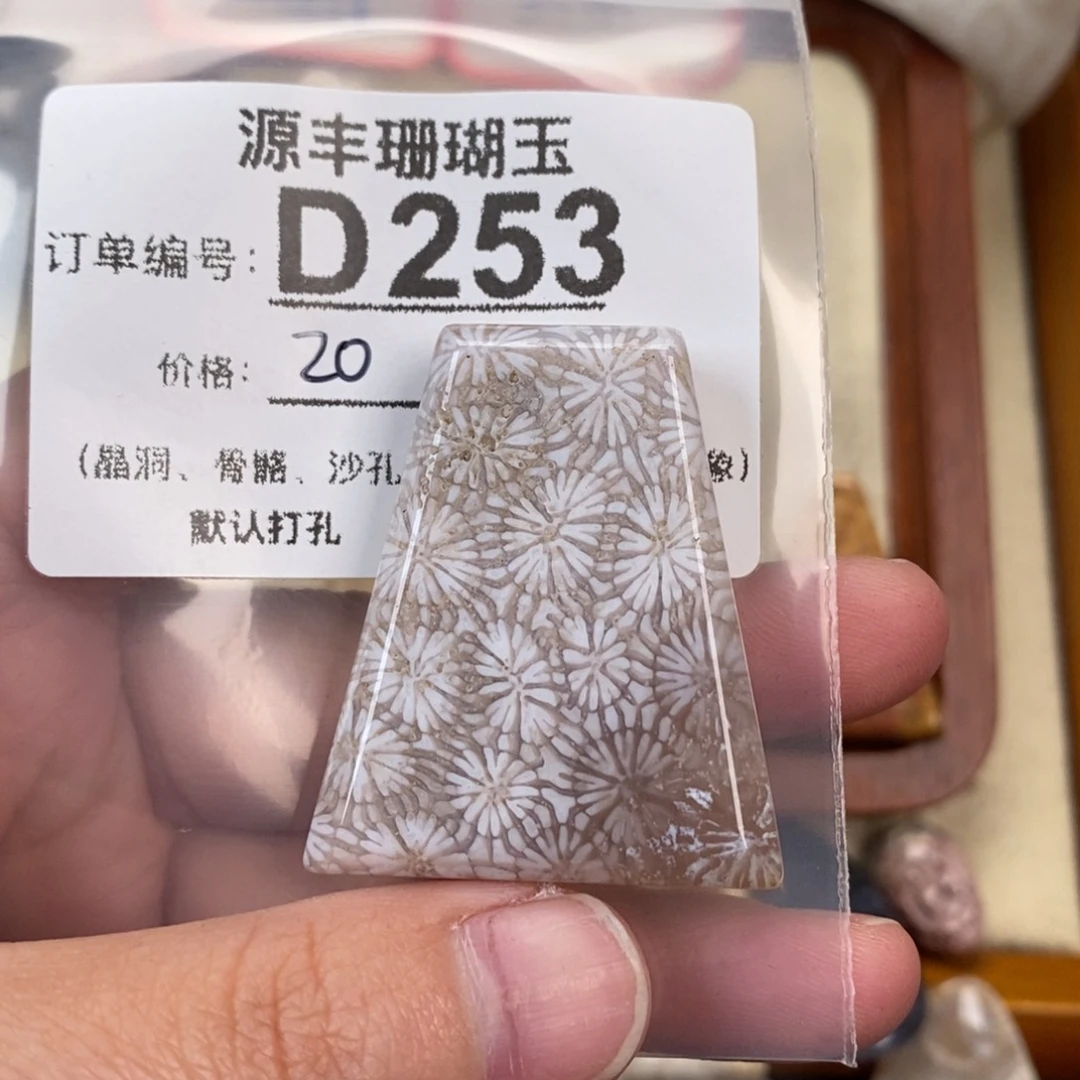 源丰珊瑚玉
订单编号: D253
价格: 20
(晶洞、骨骼、沙孔
默认打孔